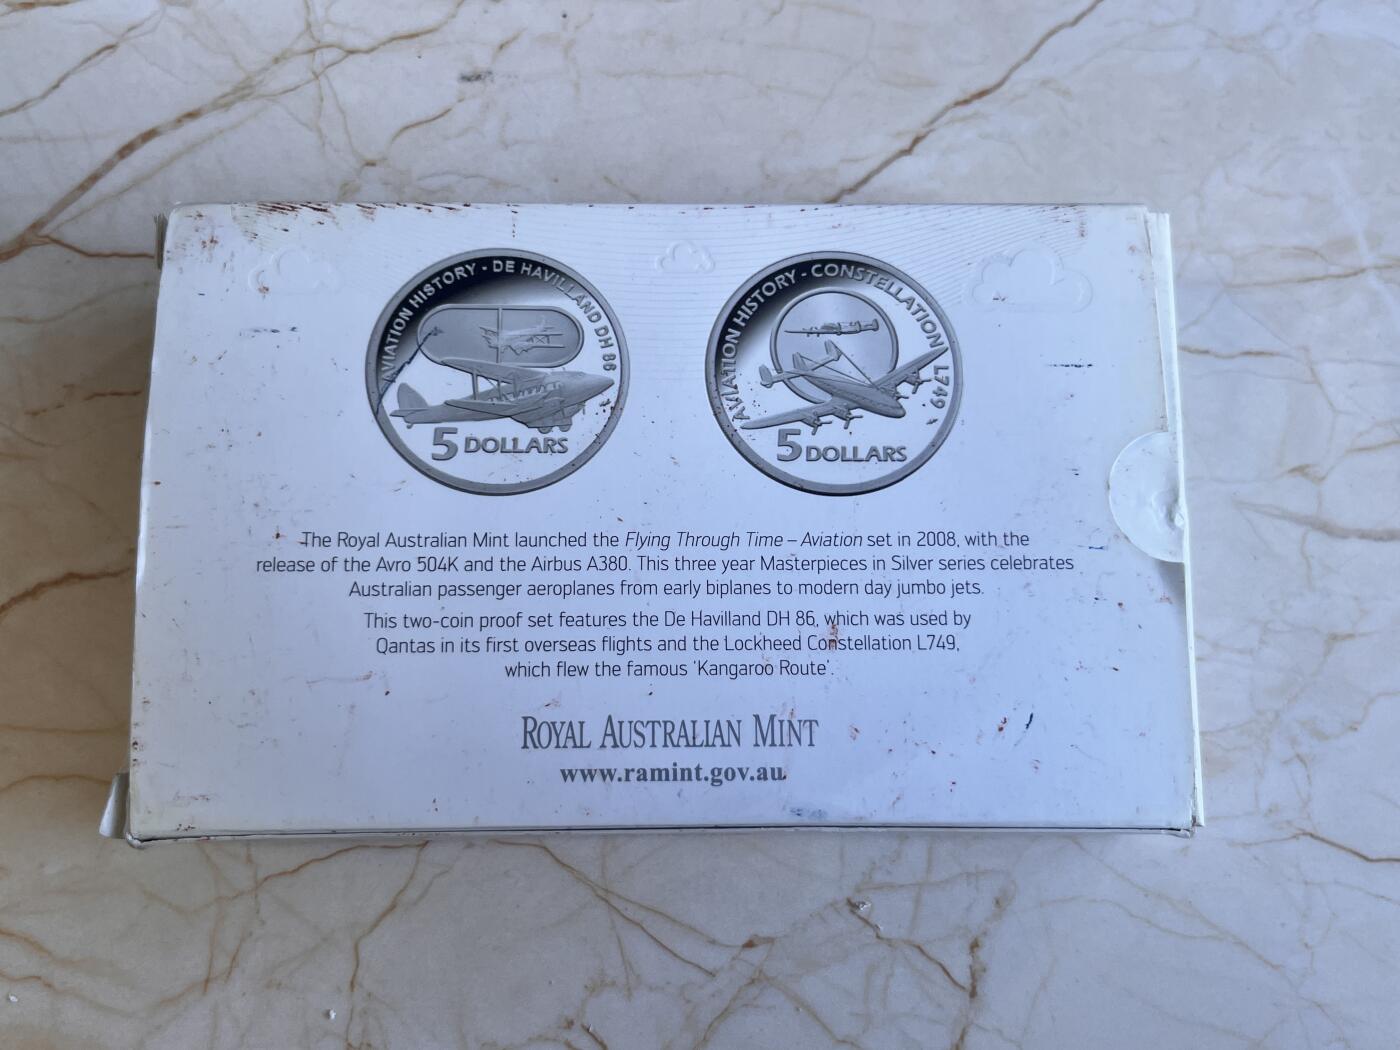 AVIATION HISTORY - DE HAVILLAND DH 86
5 DOLLARS
AVIATION HISTORY - CONSTELLATION L749
5 DOLLARS
The Royal Australian Mint launched the Flying Through Time – Aviation set in 2008, with the
release of the Avro 504K and the Airbus A380. This three year Masterpieces in Silver series celebrates
Australian passenger aeroplanes from early biplanes to modern day jumbo jets.
This two-coin proof set features the De Havilland DH 86, which was used by
Qantas in its first overseas flights and the Lockheed Constellation L749,
which flew the famous 'Kangaroo Route'.
ROYAL AUSTRALIAN MINT
www.ramint.gov.au